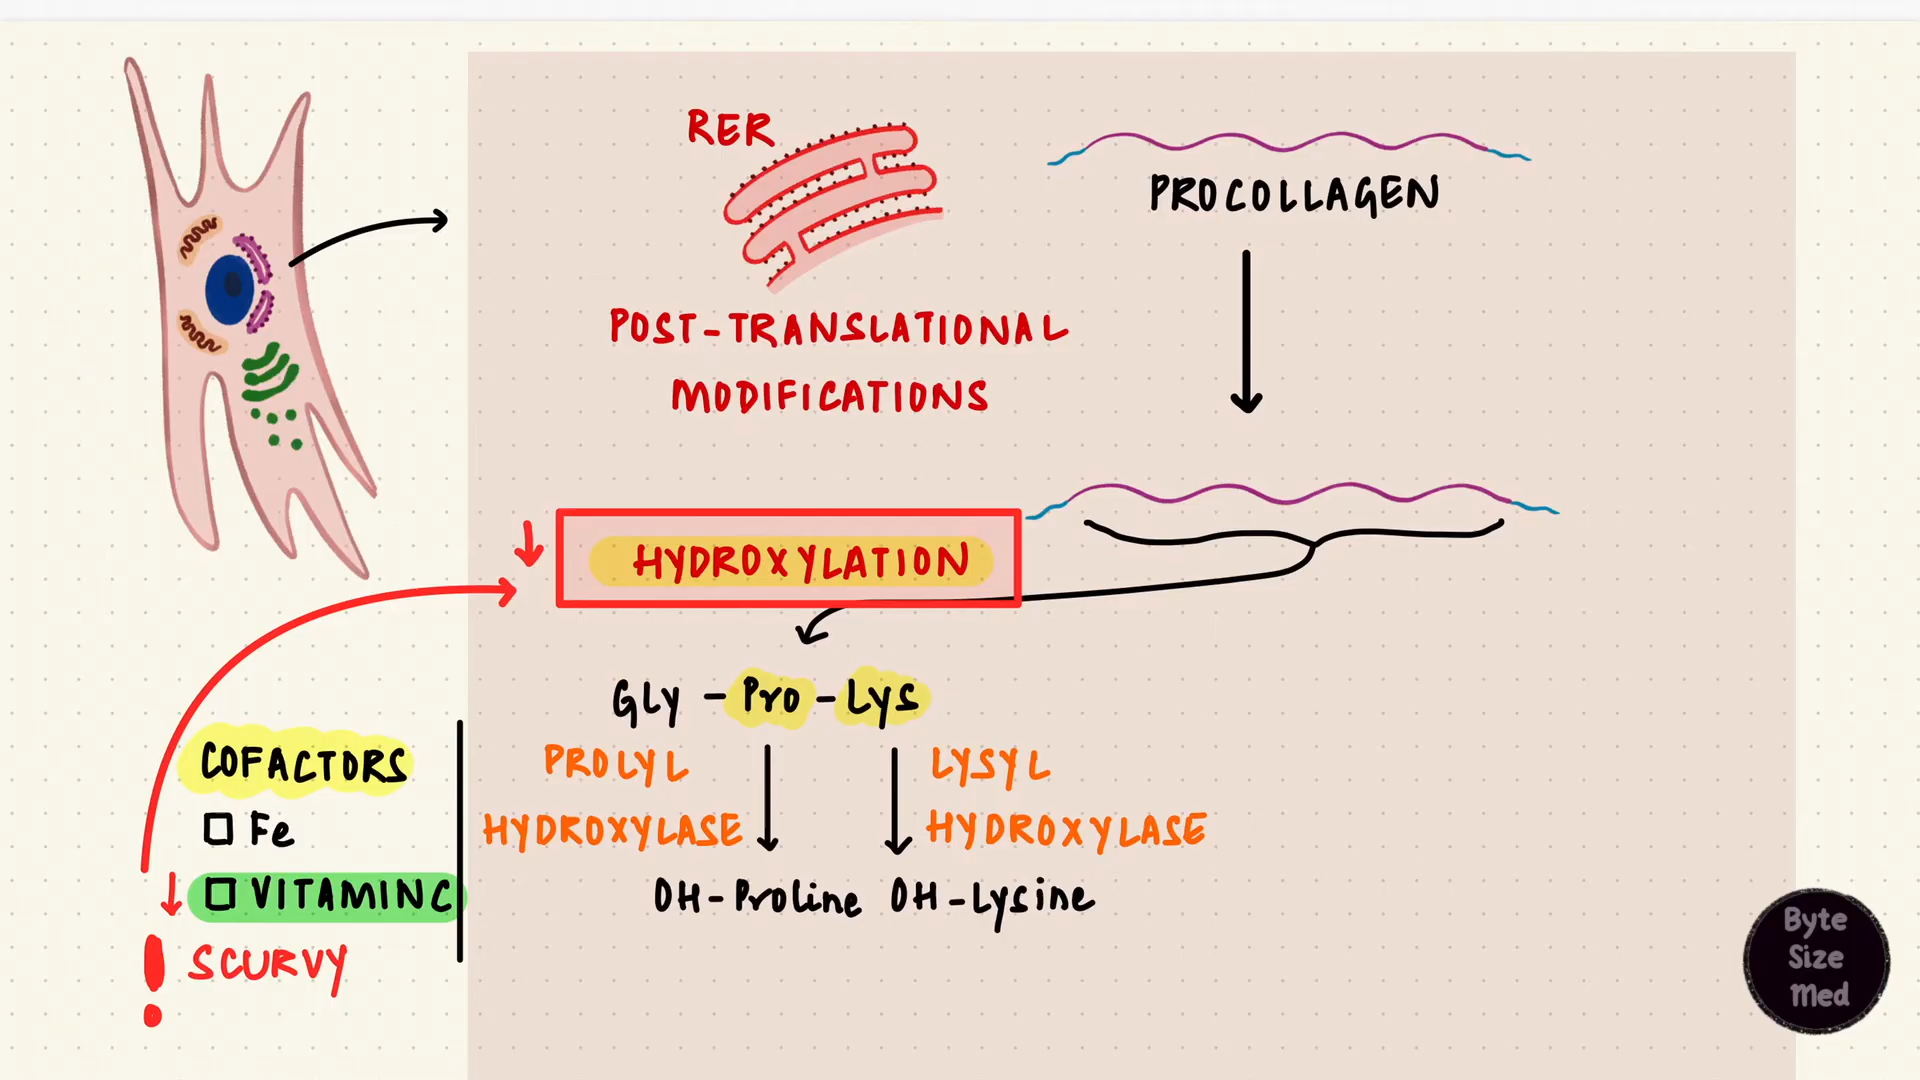 RER
PROCOLLAGEN
POST-TRANSLATIONAL
MODIFICATIONS
HYDROXYLATION
Gly - Pro - Lys
COFACTORS
PROLYL
HYDROXYLASE
LYSYL
HYDROXYLASE
Fe
VITAMIN C
OH-Proline OH-Lysine
SCURVY
Byte
Size
Med